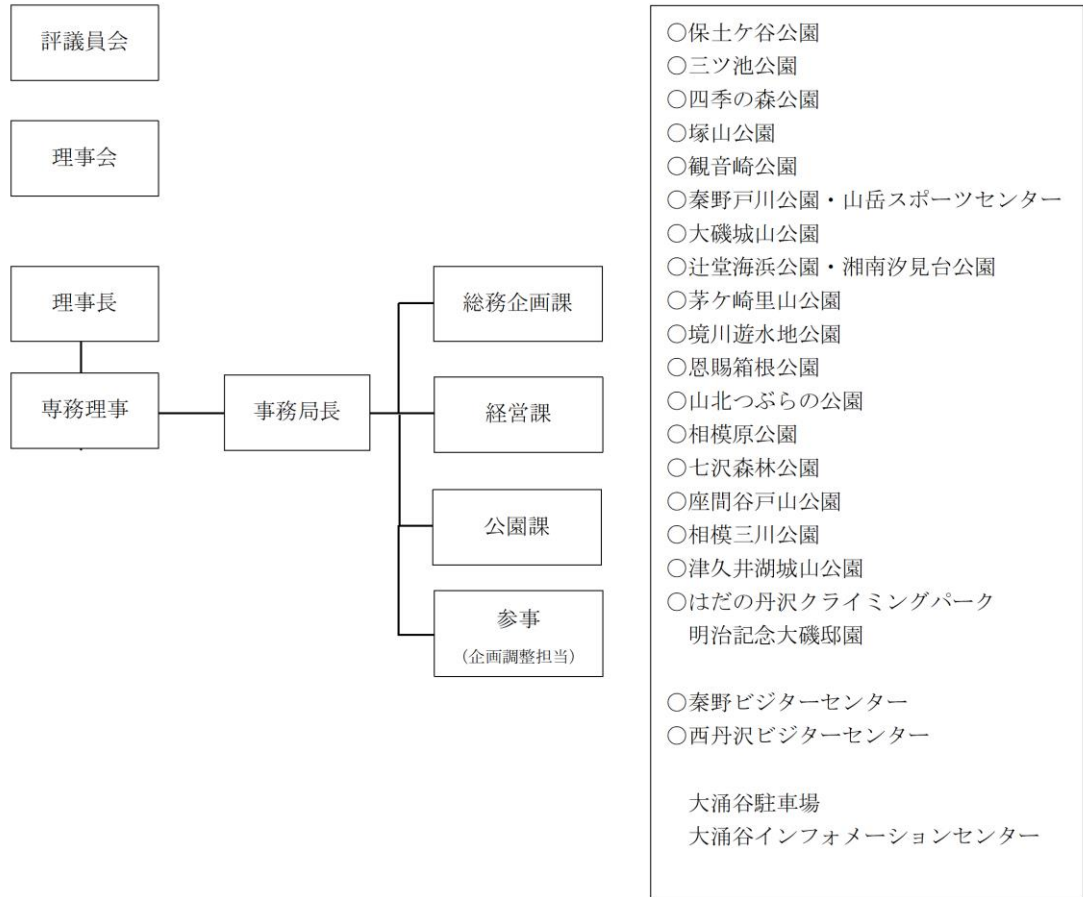 評議員会
理事会
理事長
専務理事
事務局長
総務企画課
経営課
公園課
参事
(企画調整担当)
○保土ケ谷公園
○三ツ池公園
○四季の森公園
○塚山公園
○観音崎公園
○秦野戸川公園・山岳スポーツセンター
○大磯城山公園
○辻堂海浜公園・湘南汐見台公園
○茅ケ崎里山公園
○境川遊水地公園
○恩賜箱根公園
○山北つぶらの公園
○相模原公園
○七沢森林公園
○座間谷戸山公園
○相模三川公園
○津久井湖城山公園
○はだの丹沢クライミングパーク
明治記念大磯邸園
○秦野ビジターセンター
○西丹沢ビジターセンター
大涌谷駐車場
大涌谷インフォメーションセンター